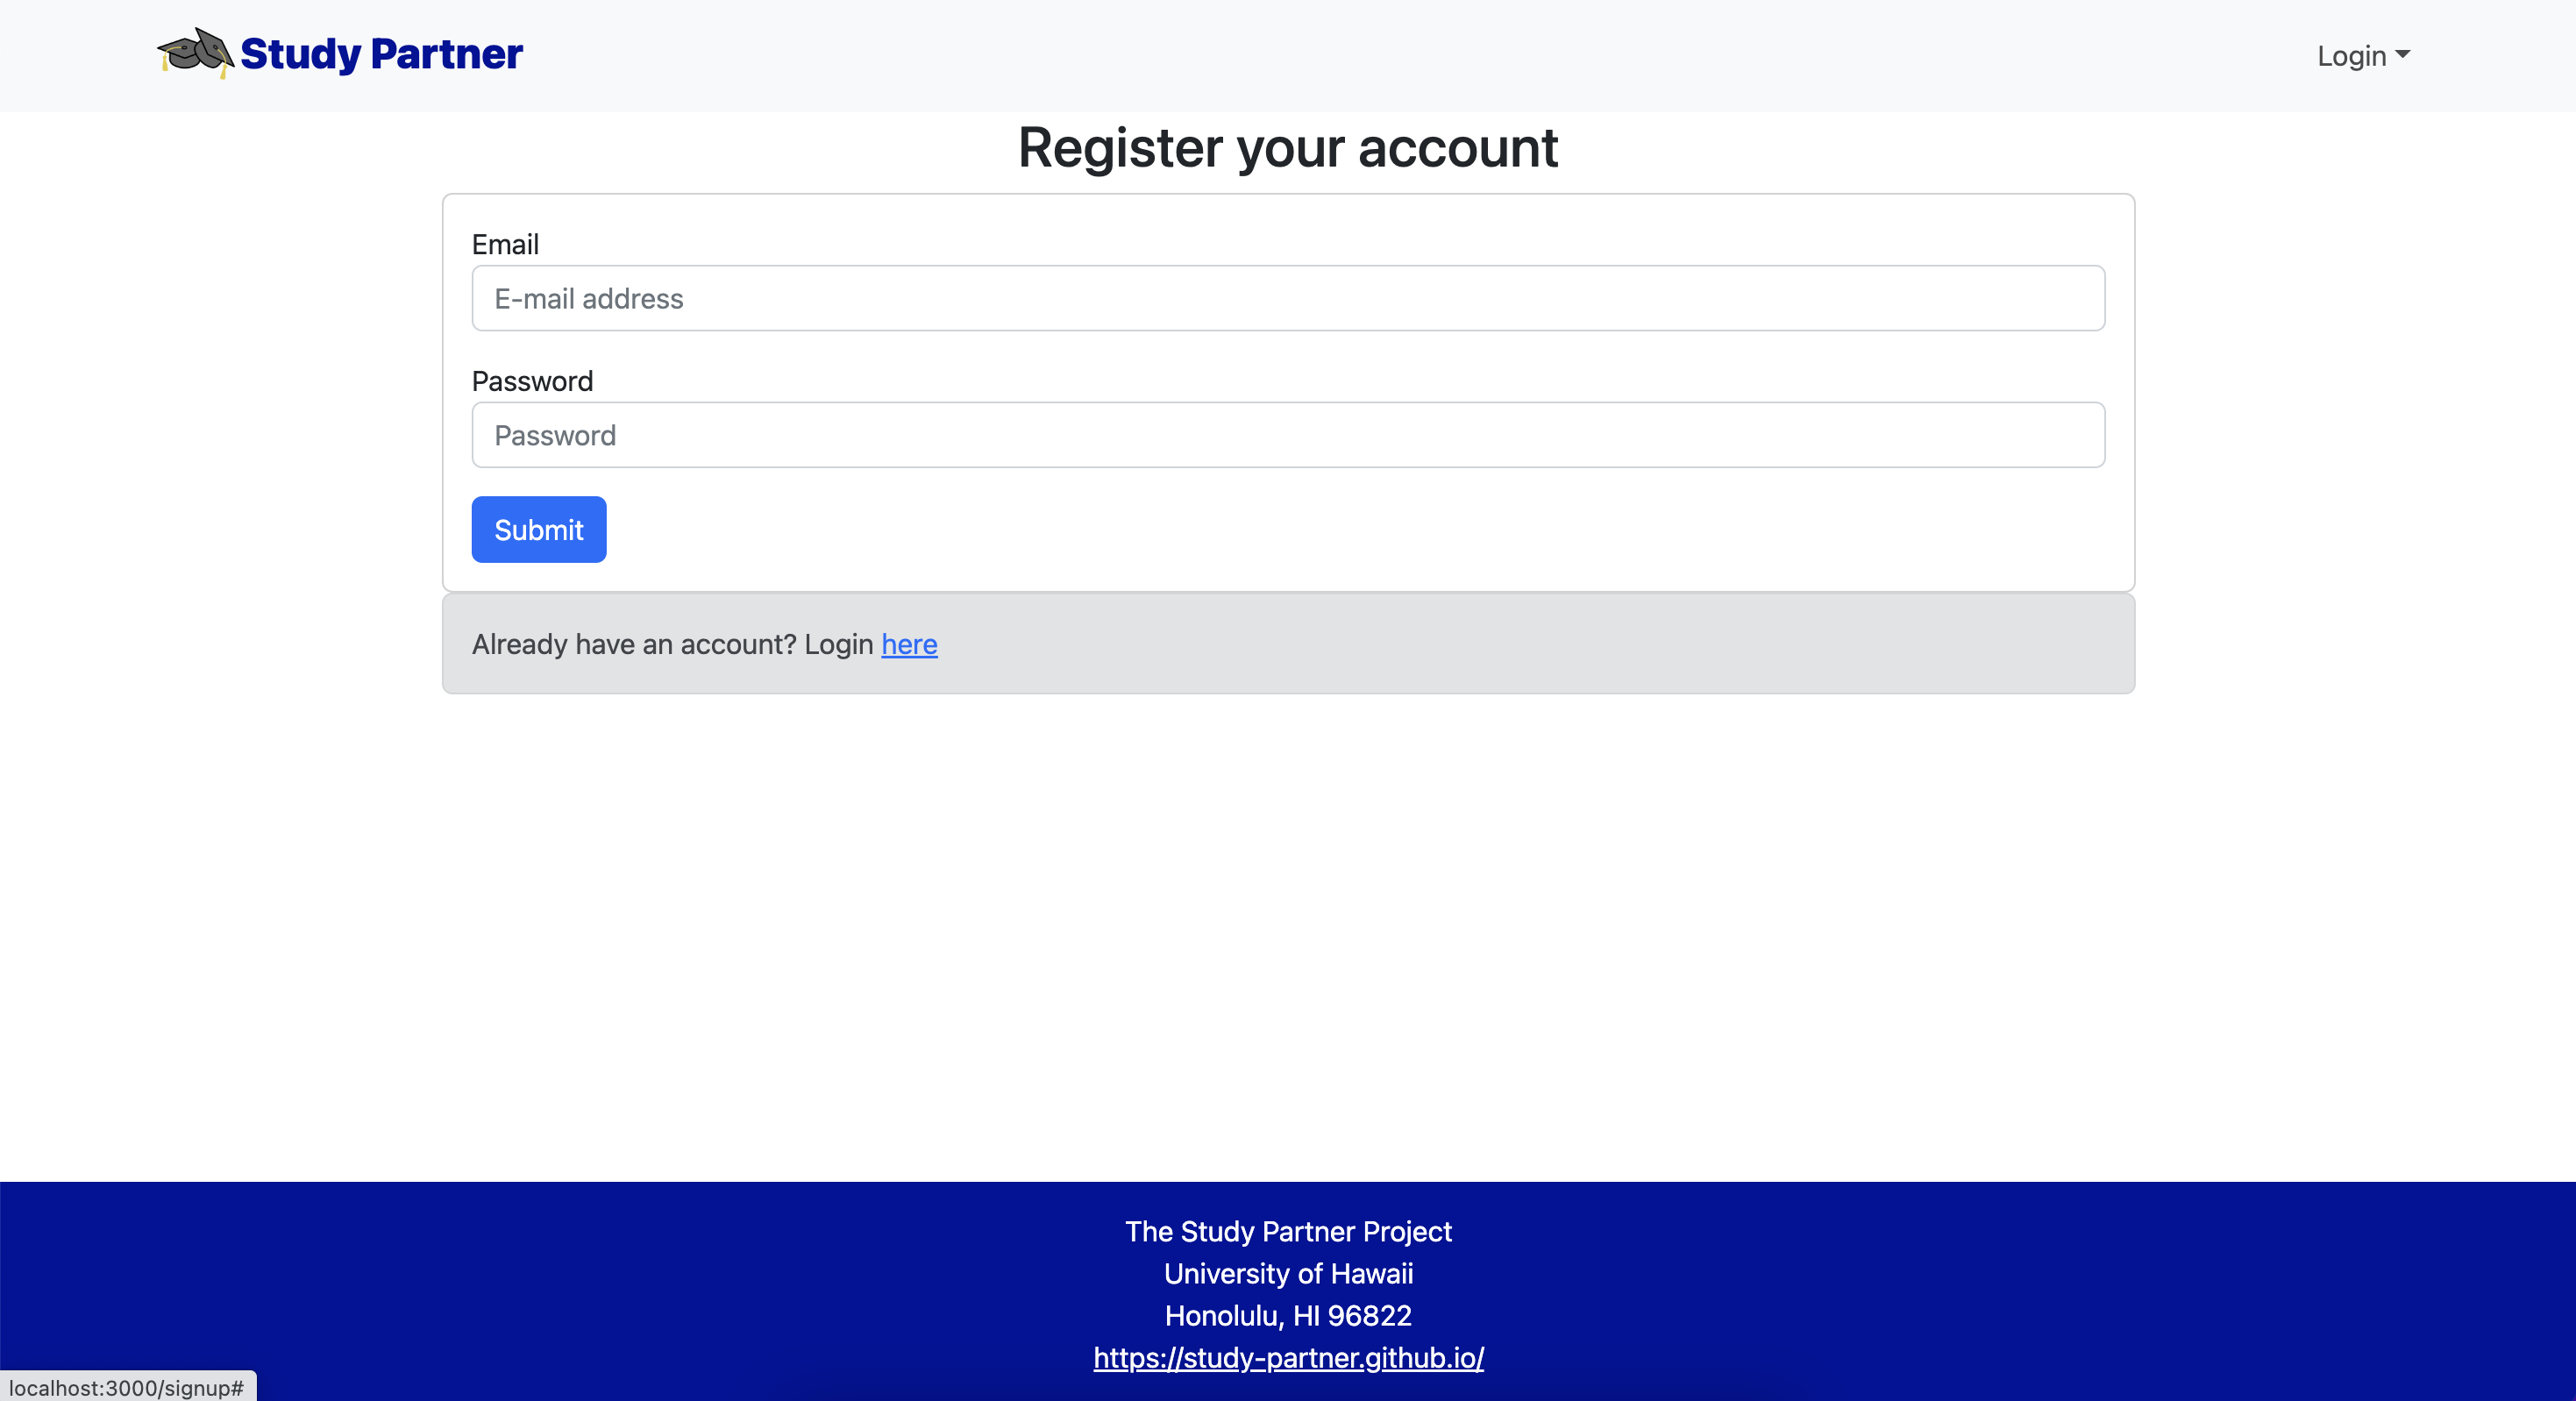 Study Partner
Login
Register your account
Email
E-mail address
Password
Password
Submit
Already have an account? Login here
The Study Partner Project
University of Hawaii
Honolulu, HI 96822
https://study-partner.github.io/
localhost:3000/signup#